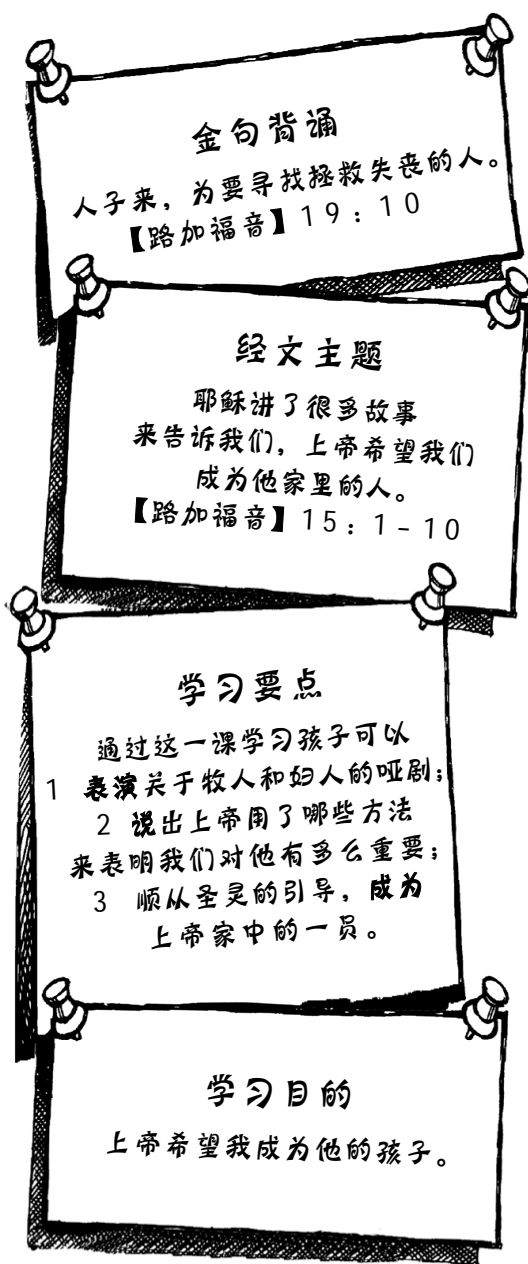 金句背诵
人子来，为要寻找拯救失丧的人。
【路加福音】19：10
经文主题
耶稣讲了很多故事
来告诉我们，上帝希望我们
成为他家里的人。
【路加福音】15：1-10
学习要点
通过这一课学习孩子可以
1 表演关于牧人和妇人的哑剧；
2 说出上帝用了哪些方法
来表明我们对他有多么重要；
3 顺从圣灵的引导，成为
上帝家中的一员。
学习目的
上帝希望我成为他的孩子。